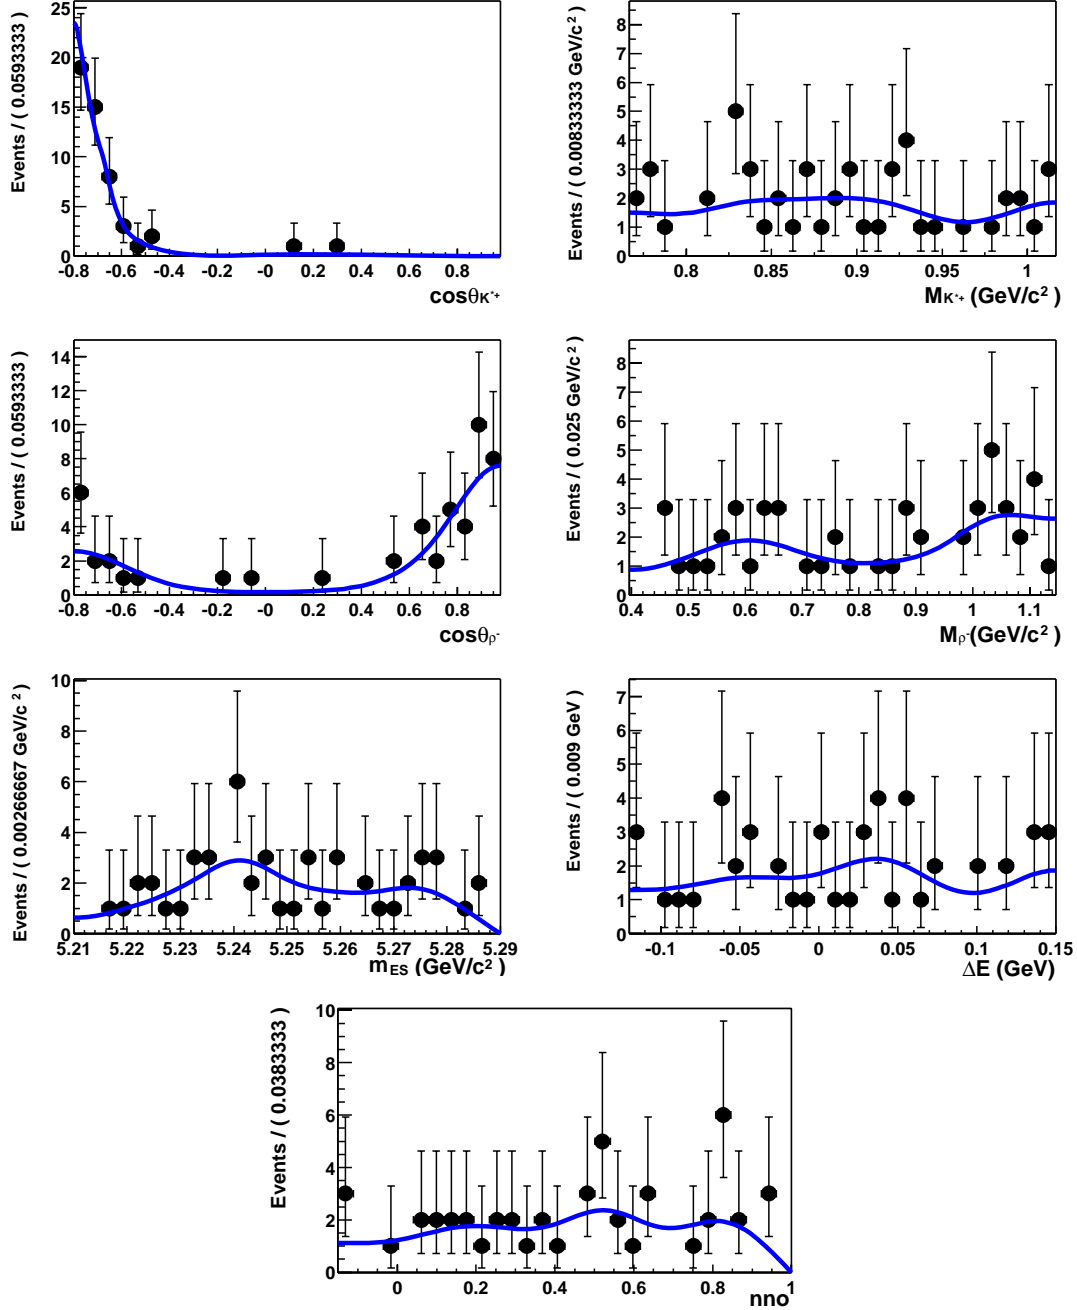 Events / ( 0.0593333 )
25
20
15
10
5
0
-0.8 -0.6 -0.4 -0.2 -0 0.2 0.4 0.6 0.8
cosθK*+
Events / ( 0.00833333 GeV/c² )
8
7
6
5
4
3
2
1
0
0.8 0.85 0.9 0.95 1
MK*+ (GeV/c² )
Events / ( 0.0593333 )
14
12
10
8
6
4
2
0
-0.8 -0.6 -0.4 -0.2 -0 0.2 0.4 0.6 0.8
cosθρ-
Events / ( 0.025 GeV/c² )
8
7
6
5
4
3
2
1
0
0.4 0.5 0.6 0.7 0.8 0.9 1 1.1
Mρ-(GeV/c² )
Events / ( 0.00266667 GeV/c² )
10
8
6
4
2
0
5.21 5.22 5.23 5.24 5.25 5.26 5.27 5.28 5.29
mES (GeV/c² )
Events / ( 0.009 GeV )
7
6
5
4
3
2
1
0
-0.1 -0.05 0 0.05 0.1 0.15
ΔE (GeV)
Events / ( 0.0383333 )
10
8
6
4
2
0
0 0.2 0.4 0.6 0.8 1
nno